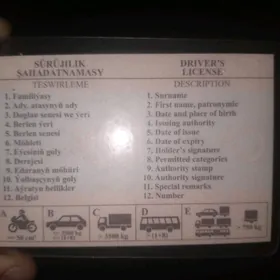 SÜRÜJILIK ŞAHADATNAMASY
DRIVER'S LICENSE
TESWIRLEME
DESCRIPTION
1. Familiýasy
1. Surname
2. Ady, atasynyň ady
2. First name, patronymic
3. Doglan senesi we ýeri
3. Date and place of birth
4. Berlen ýeri
4. Issuing authority
5. Berlen senesi
5. Date of issue
6. Möhleti
6. Date of expiry
7. Eýesiniň goly
7. Holder's signature
8. Derejesi
8. Permitted categories
9. Edaranyň möhüri
9. Authority stamp
10. Ýolbaşçynyň goly
10. Authority signature
11. Aýratyn bellikler
11. Special remarks
12. Belgisi
12. Number
A B C D E